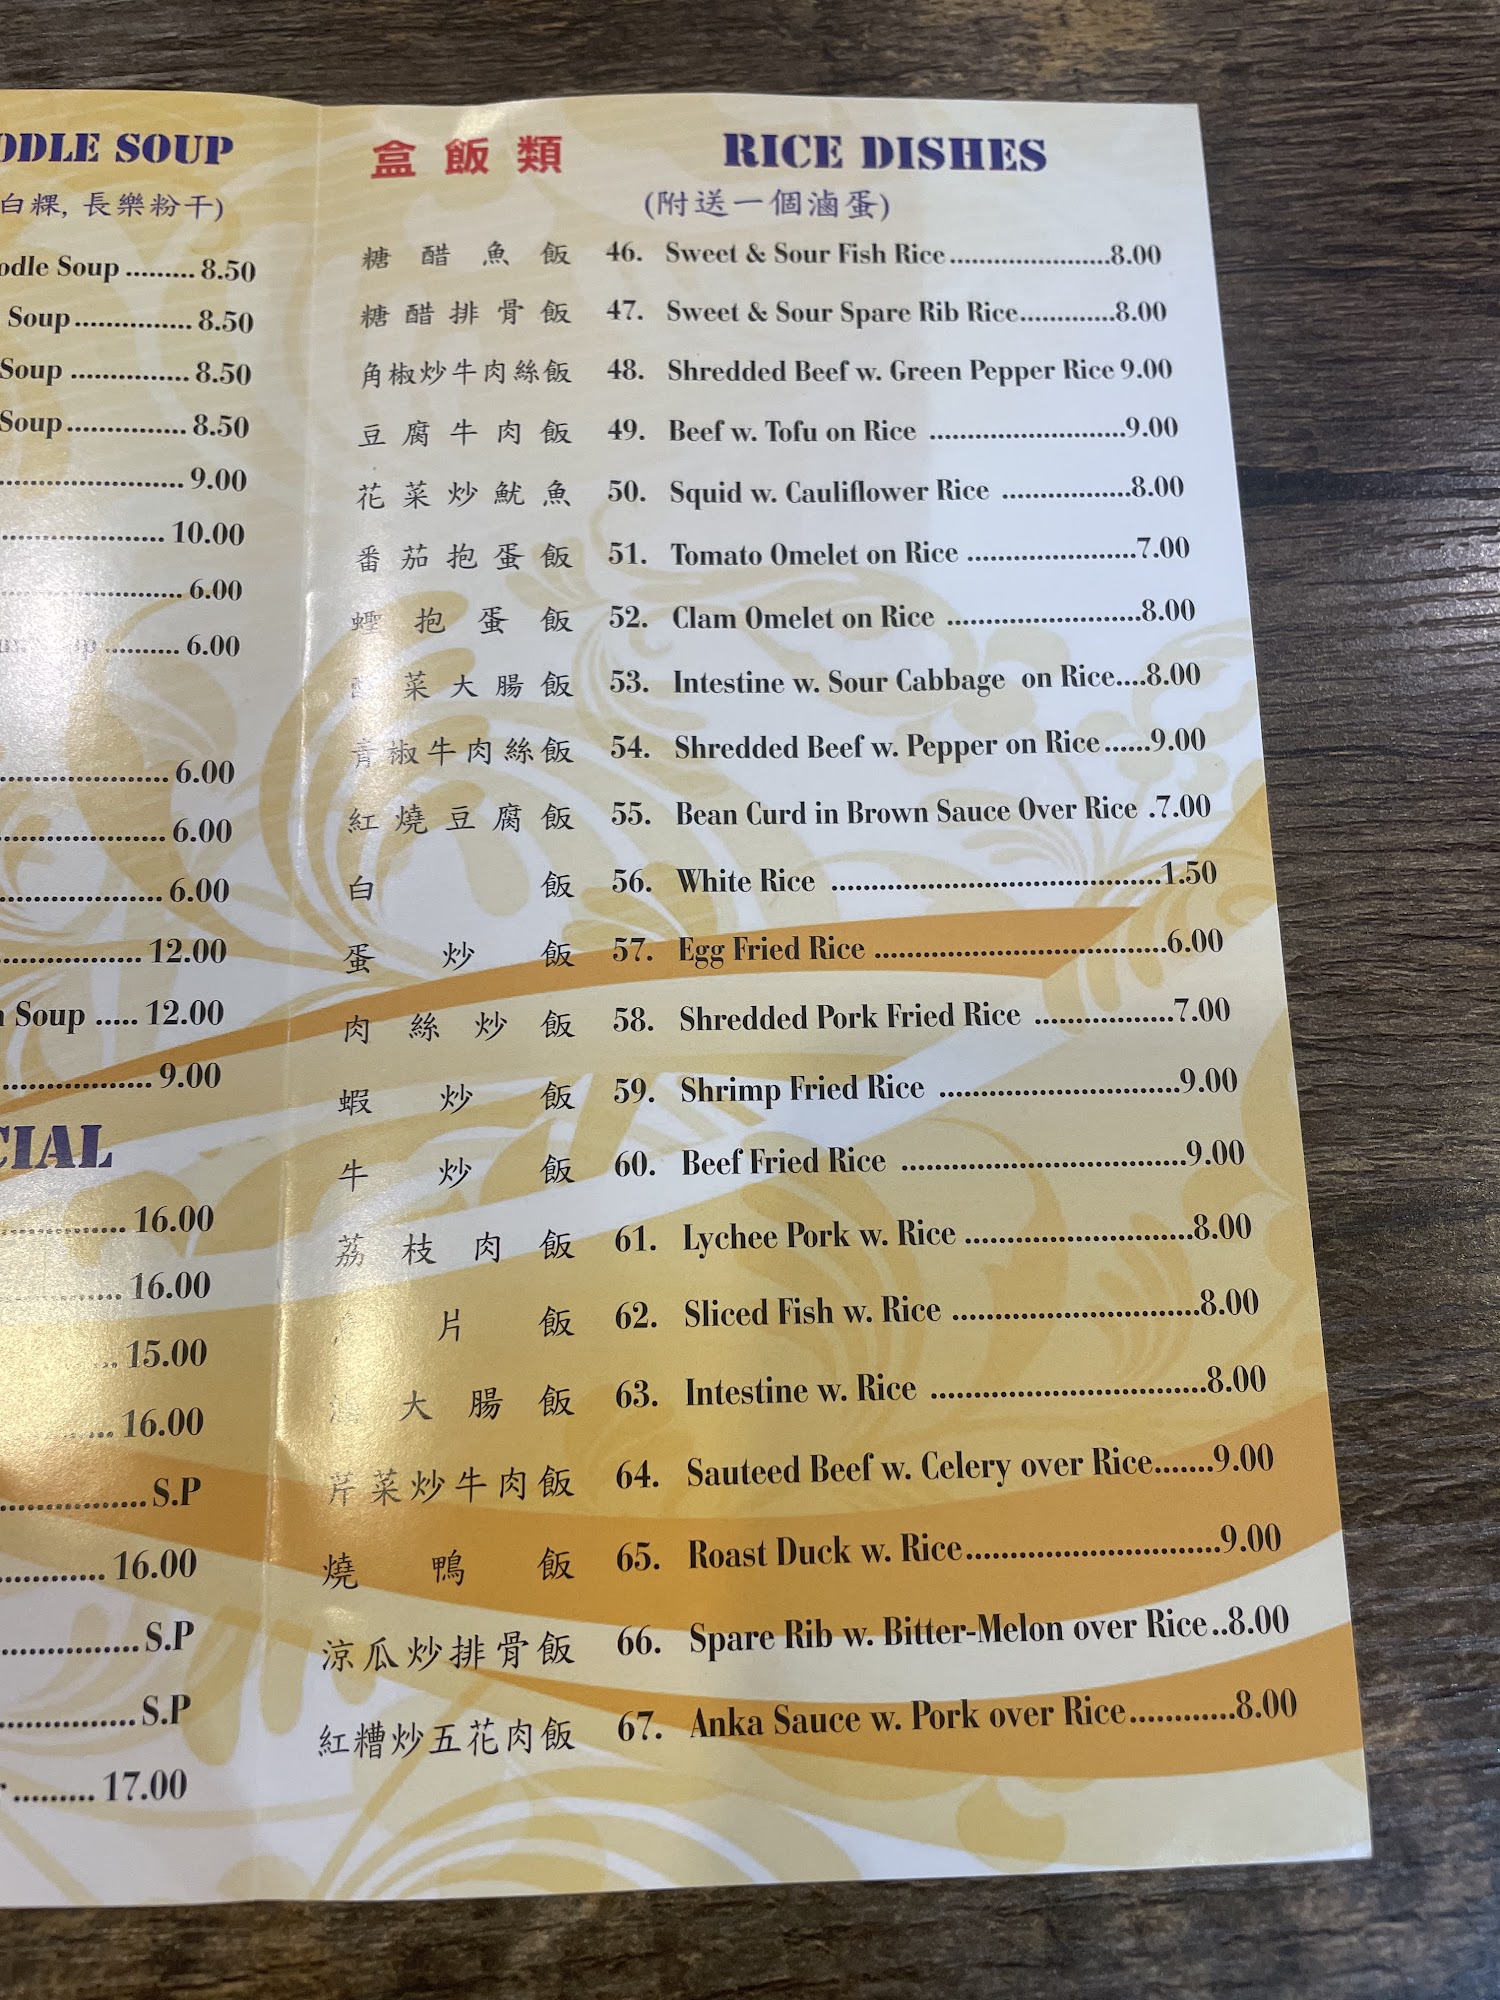 ODLE SOUP
白粿, 長樂粉干)
odle Soup ......... 8.50
Soup ............... 8.50
Soup ............... 8.50
Soup ............... 8.50
9.00
10.00
6.00
6.00
6.00
6.00
6.00
12.00
Soup ..... 12.00
9.00
CIAL
16.00
16.00
15.00
16.00
S.P
16.00
S.P
S.P
17.00
盒飯類 RICE DISHES
(附送一個滷蛋)
糖醋魚飯 46. Sweet & Sour Fish Rice.....................8.00
糖醋排骨飯 47. Sweet & Sour Spare Rib Rice.............8.00
角椒炒牛肉絲飯 48. Shredded Beef w. Green Pepper Rice 9.00
豆腐牛肉飯 49. Beef w. Tofu on Rice .........................9.00
花菜炒魷魚 50. Squid w. Cauliflower Rice .................8.00
番茄抱蛋飯 51. Tomato Omelet on Rice ......................7.00
蟶抱蛋飯 52. Clam Omelet on Rice .........................8.00
菜大腸飯 53. Intestine w. Sour Cabbage on Rice....8.00
青椒牛肉絲飯 54. Shredded Beef w. Pepper on Rice......9.00
紅燒豆腐飯 55. Bean Curd in Brown Sauce Over Rice .7.00
白飯 56. White Rice ..........................................1.50
蛋炒飯 57. Egg Fried Rice .....................................6.00
肉絲炒飯 58. Shredded Pork Fried Rice ..................7.00
蝦炒飯 59. Shrimp Fried Rice ...............................9.00
牛炒飯 60. Beef Fried Rice ....................................9.00
荔枝肉飯 61. Lychee Pork w. Rice .............................8.00
片飯 62. Sliced Fish w. Rice ...............................8.00
大腸飯 63. Intestine w. Rice ...................................8.00
芹菜炒牛肉飯 64. Sauteed Beef w. Celery over Rice.......9.00
燒鴨飯 65. Roast Duck w. Rice................................9.00
涼瓜炒排骨飯 66. Spare Rib w. Bitter-Melon over Rice..8.00
紅糟炒五花肉飯 67. Anka Sauce w. Pork over Rice............8.00